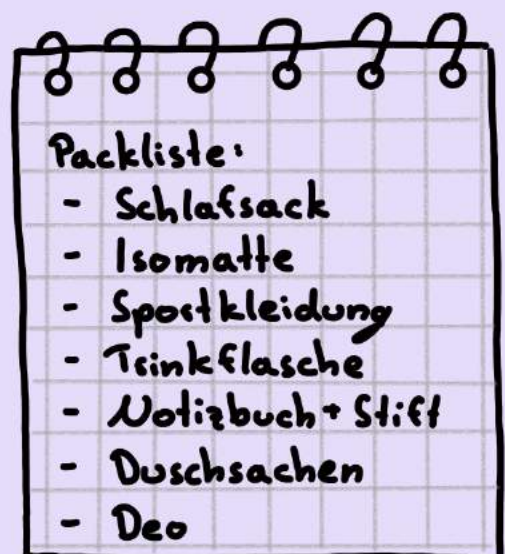 Packliste:
- Schlafsack
- Isomatte
- Sportkleidung
- Trinkflasche
- Notizbuch + Stift
- Duschsachen
- Deo